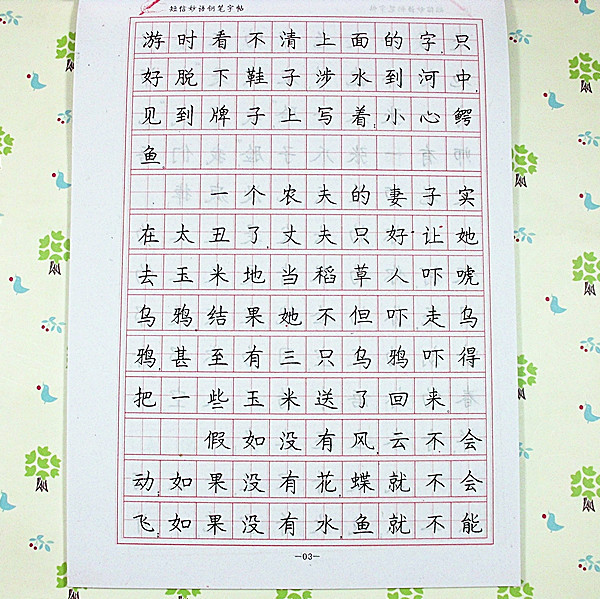 短信妙语钢笔字帖
游时看不清上面的字,只
好脱下鞋子涉水到河中,
见到牌子上写着:小心鳄
鱼.
一个农夫的妻子实
在太丑了,丈夫只好让她
去玉米地当稻草人吓唬
乌鸦.结果她不但吓走乌
鸦,甚至有三只乌鸦吓得
把一些玉米送了回来.
假如没有风,云不会
动;如果没有花,蝶就不会
飞;如果没有水,鱼就不能
—03—